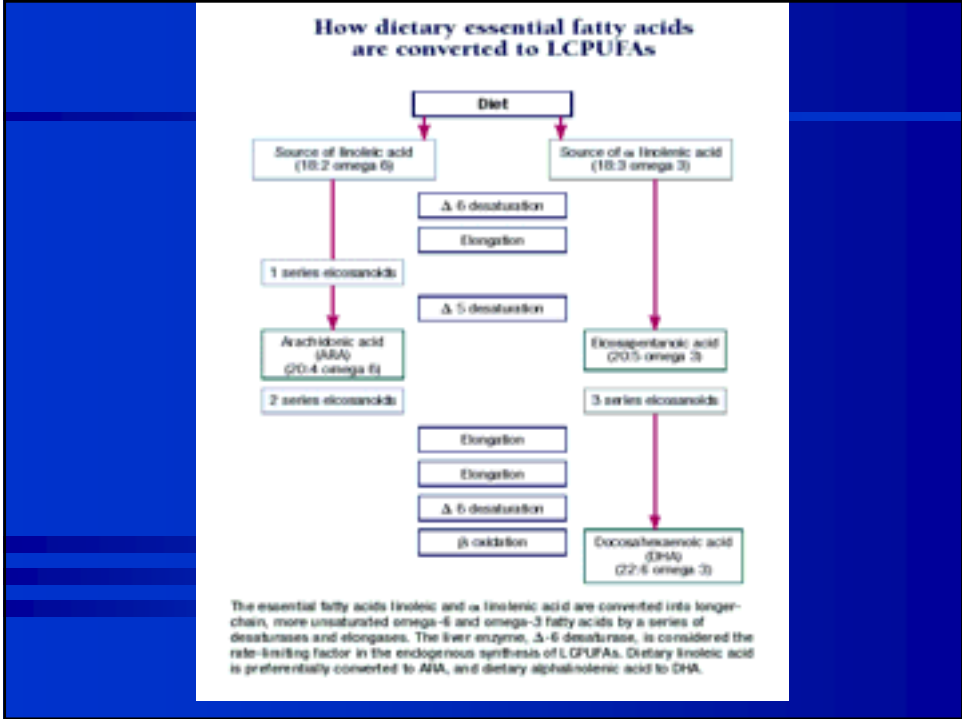 How dietary essential fatty acids
are converted to LCPUFAs
Diet
Source of linoleic acid
(18:2 omega 6)
Source of α linolenic acid
(18:3 omega 3)
Δ 6 desaturation
Elongation
1 series eicosanoids
Δ 5 desaturation
Arachidonic acid
(ARA)
(20:4 omega 6)
Eicosapentanoic acid
(20:5 omega 3)
2 series eicosanoids
3 series eicosanoids
Elongation
Elongation
Δ 6 desaturation
β oxidation
Docosahexaenoic acid
(DHA)
(22:6 omega 3)
The essential fatty acids linoleic and α linolenic acid are converted into longer-
chain, more unsaturated omega-6 and omega-3 fatty acids by a series of
desaturases and elongases. The liver enzyme, Δ-6 desaturase, is considered the
rate-limiting factor in the endogenous synthesis of LCPUFAs. Dietary linoleic acid
is preferentially converted to ARA, and dietary alphalinolenic acid to DHA.